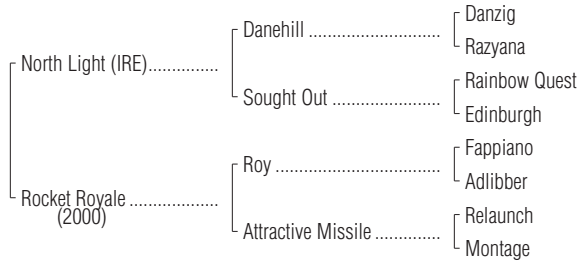 Danzig
Danehill
Razyana
North Light (IRE)
Rainbow Quest
Sought Out
Edinburgh
Fappiano
Roy
Adlibber
Rocket Royale
(2000)
Relaunch
Attractive Missile
Montage